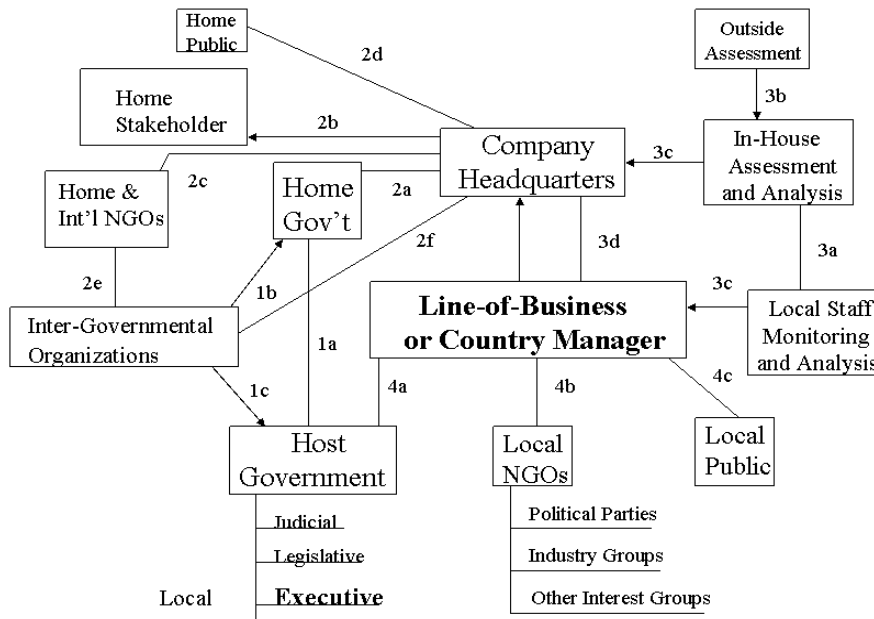 Home
Public
Outside
Assessment
2d
3b
Home
Stakeholder
2b
Company
Headquarters
3c
In-House
Assessment
and Analysis
2c
Home &
Int'l NGOs
Home
Gov't
2a
2f
3d
3a
2e
1b
Inter-Governmental
Organizations
1a
Line-of-Business
or Country Manager
3c
Local Staff
Monitoring
and Analysis
1c
4a
4b
4c
Host
Government
Local
NGOs
Local
Public
Judicial
Legislative
Local
Executive
Political Parties
Industry Groups
Other Interest Groups